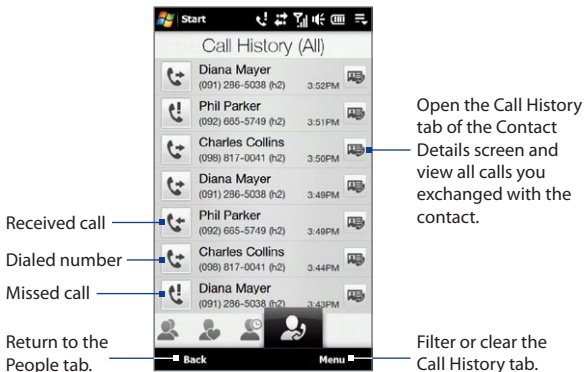 Start
Call History (All)
Diana Mayer
(091) 286-5038 (h2) 3:52PM
Phil Parker
(092) 665-5749 (h2) 3:51PM
Charles Collins
(098) 817-0041 (h2) 3:50PM
Diana Mayer
(091) 286-5038 (h2) 3:49PM
Phil Parker
(092) 665-5749 (h2) 3:49PM
Charles Collins
(098) 817-0041 (h2) 3:44PM
Diana Mayer
(091) 286-5038 (h2) 3:43PM
Back Menu
Received call
Dialed number
Missed call
Return to the
People tab.
Open the Call History
tab of the Contact
Details screen and
view all calls you
exchanged with the
contact.
Filter or clear the
Call History tab.